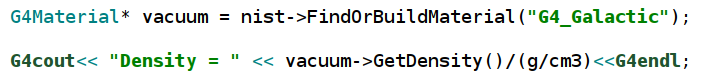 G4Material* vacuum = nist->FindOrBuildMaterial("G4_Galactic");
G4cout<< "Density = " << vacuum->GetDensity()/(g/cm3)<<G4endl;